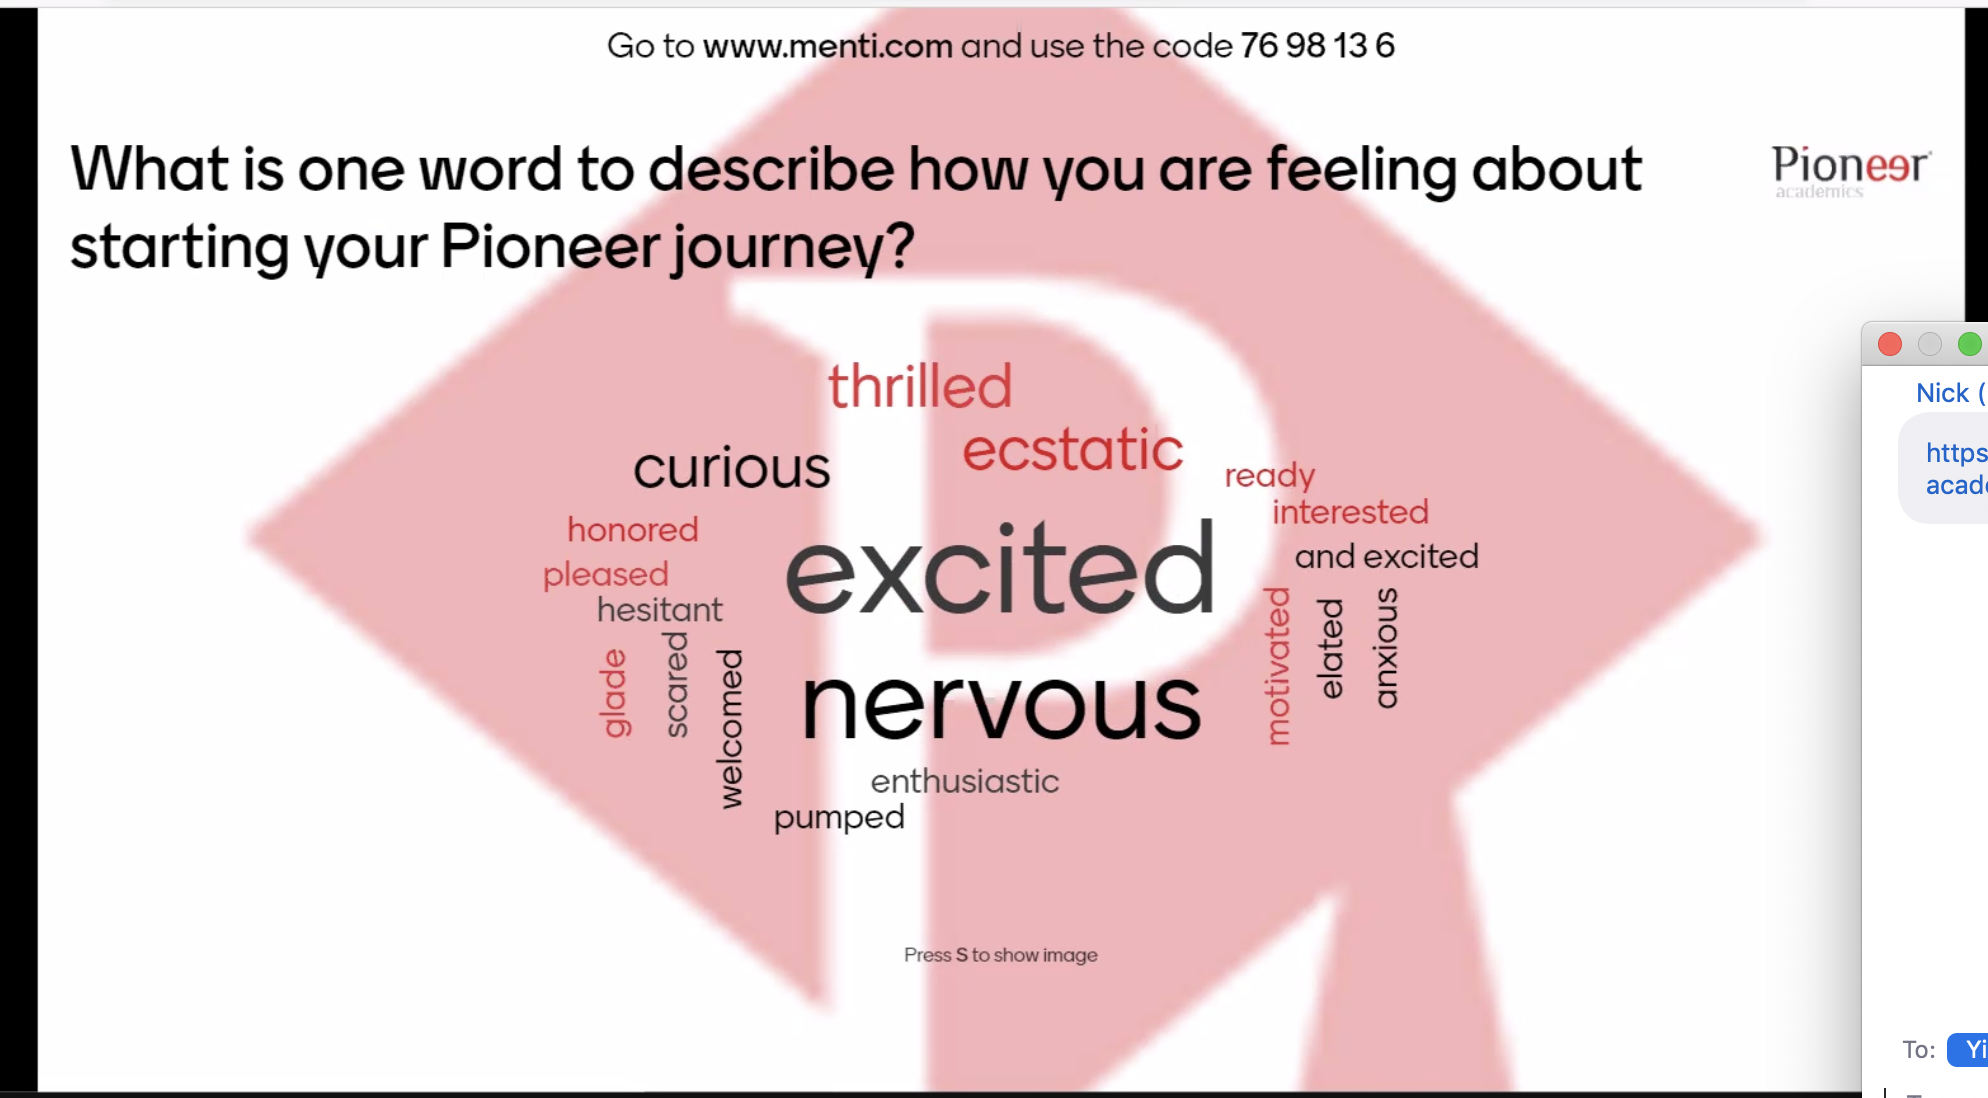 Go to www.menti.com and use the code 76 98 13 6
What is one word to describe how you are feeling about
starting your Pioneer journey?
Pioneer
academics
thrilled
ecstatic
curious
ready
interested
honored
excited
and excited
pleased
hesitant
motivated
elated
anxious
glade
scared
welcomed
nervous
enthusiastic
pumped
Press S to show image
Nick (
https
acade
To: Yi